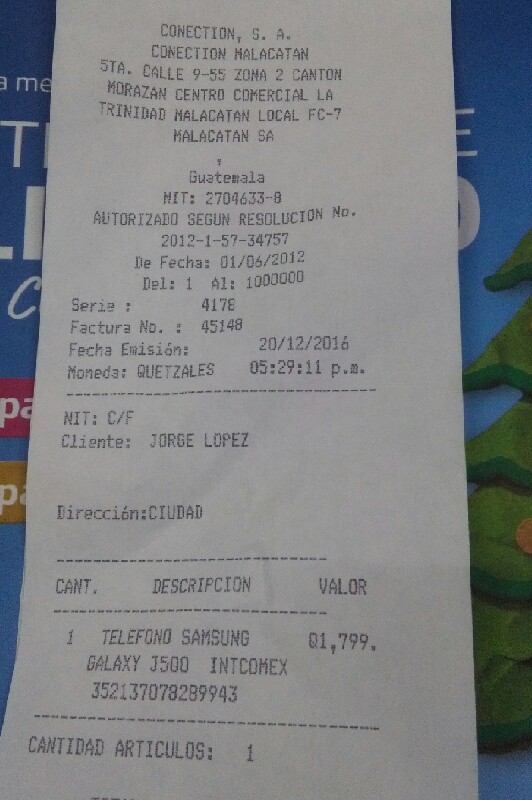 CONECTION, S. A.
CONECTION MALACATAN
5TA. CALLE 9-55 ZONA 2 CANTON
MORAZAN CENTRO COMERCIAL LA
TRINIDAD MALACATAN LOCAL FC-7
MALACATAN SA
,
Guatemala
NIT: 2704633-8
AUTORIZADO SEGUN RESOLUCION No.
2012-1-57-34757
De Fecha: 01/06/2012
Del: 1 Al: 1000000
Serie : 4178
Factura No. : 45148
Fecha Emisión: 20/12/2016
Moneda: QUETZALES 05:29:11 p.m.
NIT: C/F
Cliente: JORGE LOPEZ
Dirección:CIUDAD
CANT. DESCRIPCION VALOR
1 TELEFONO SAMSUNG Q1,799.
GALAXY J500 INTCOMEX
352137078289943
CANTIDAD ARTICULOS: 1